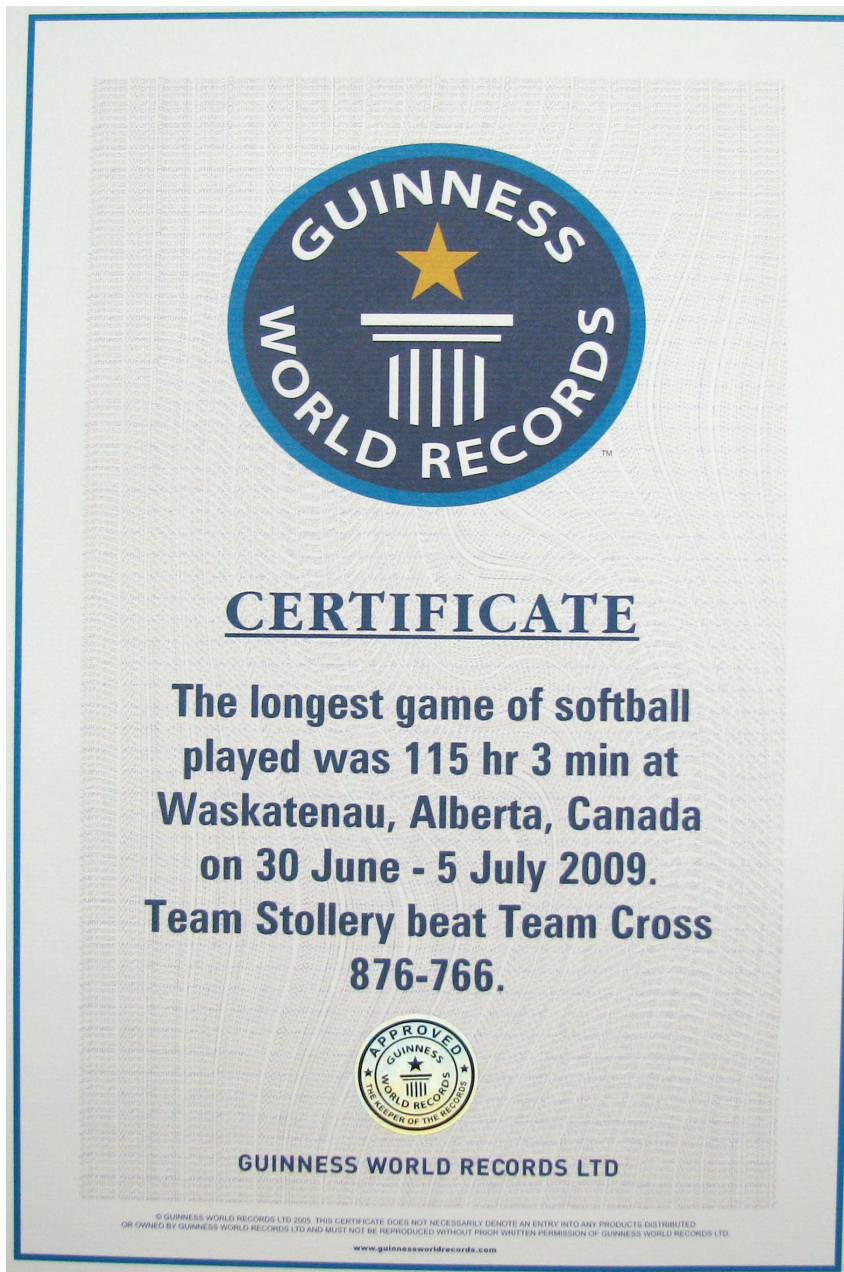 GUINNESS
WORLD RECORDS
TM
CERTIFICATE
The longest game of softball
played was 115 hr 3 min at
Waskatenau, Alberta, Canada
on 30 June - 5 July 2009.
Team Stollery beat Team Cross
876-766.
APPROVED
GUINNESS
WORLD RECORDS
THE KEEPER OF THE RECORDS
GUINNESS WORLD RECORDS LTD
© GUINNESS WORLD RECORDS LTD 2005. THIS CERTIFICATE DOES NOT NECESSARILY DENOTE AN ENTRY INTO ANY PRODUCTS DISTRIBUTED
OR OWNED BY GUINNESS WORLD RECORDS LTD AND MUST NOT BE REPRODUCED WITHOUT PRIOR WRITTEN PERMISSION OF GUINNESS WORLD RECORDS LTD.
www.guinnessworldrecords.com